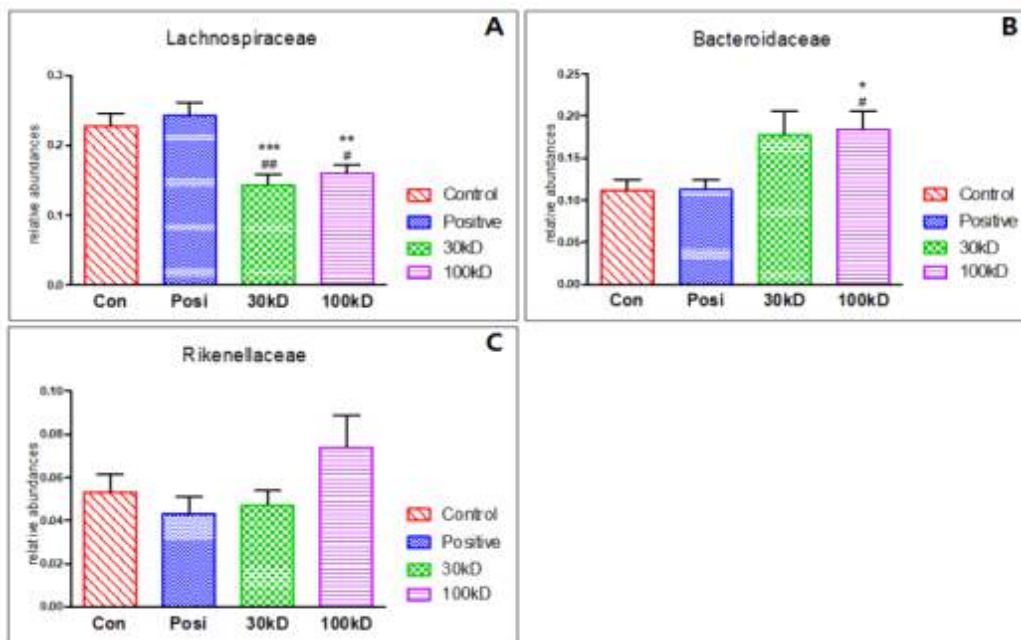 Lachnospiraceae
A
relative abundances
0.3
0.2
0.1
0.0
***
##
**
#
Con Posi 30kD 100kD
Control
Positive
30kD
100kD
Bacteroidaceae
B
relative abundances
0.25
0.20
0.15
0.10
0.05
0.00
*
#
Con Posi 30kD 100kD
Control
Positive
30kD
100kD
Rikenellaceae
C
relative abundances
0.10
0.08
0.06
0.04
0.02
0.00
Con Posi 30kD 100kD
Control
Positive
30kD
100kD